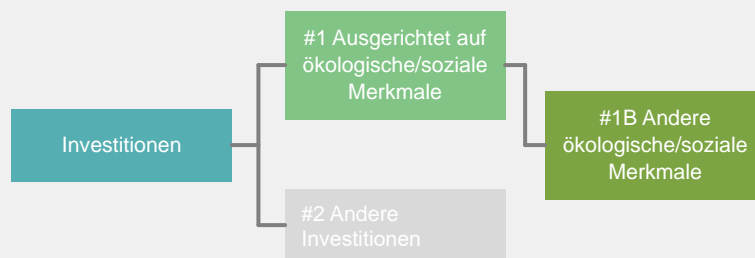 #1 Ausgerichtet auf
ökologische/soziale
Merkmale
Investitionen
#1B Andere
ökologische/soziale
Merkmale
#2 Andere
Investitionen